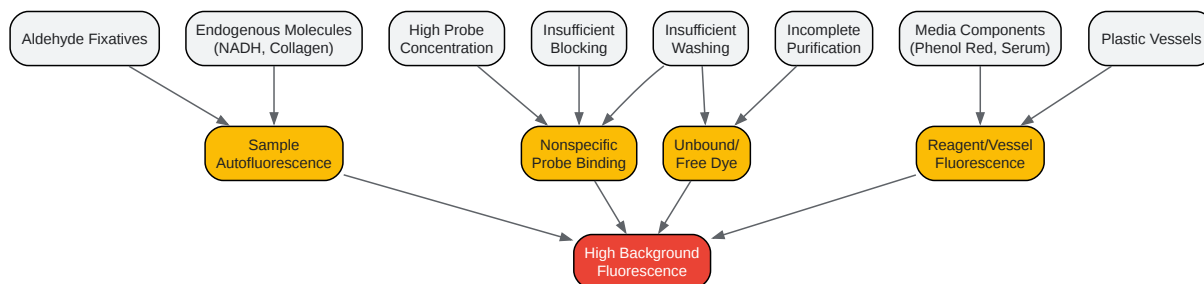 Aldehyde Fixatives
Endogenous Molecules
(NADH, Collagen)
High Probe
Concentration
Insufficient
Blocking
Insufficient
Washing
Incomplete
Purification
Media Components
(Phenol Red, Serum)
Plastic Vessels
Sample
Autofluorescence
Nonspecific
Probe Binding
Unbound/
Free Dye
Reagent/Vessel
Fluorescence
High Background
Fluorescence